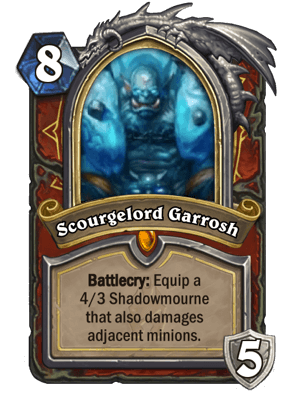 8
Scourgelord Garrosh
Battlecry: Equip a
4/3 Shadowmourne
that also damages
adjacent minions.
5